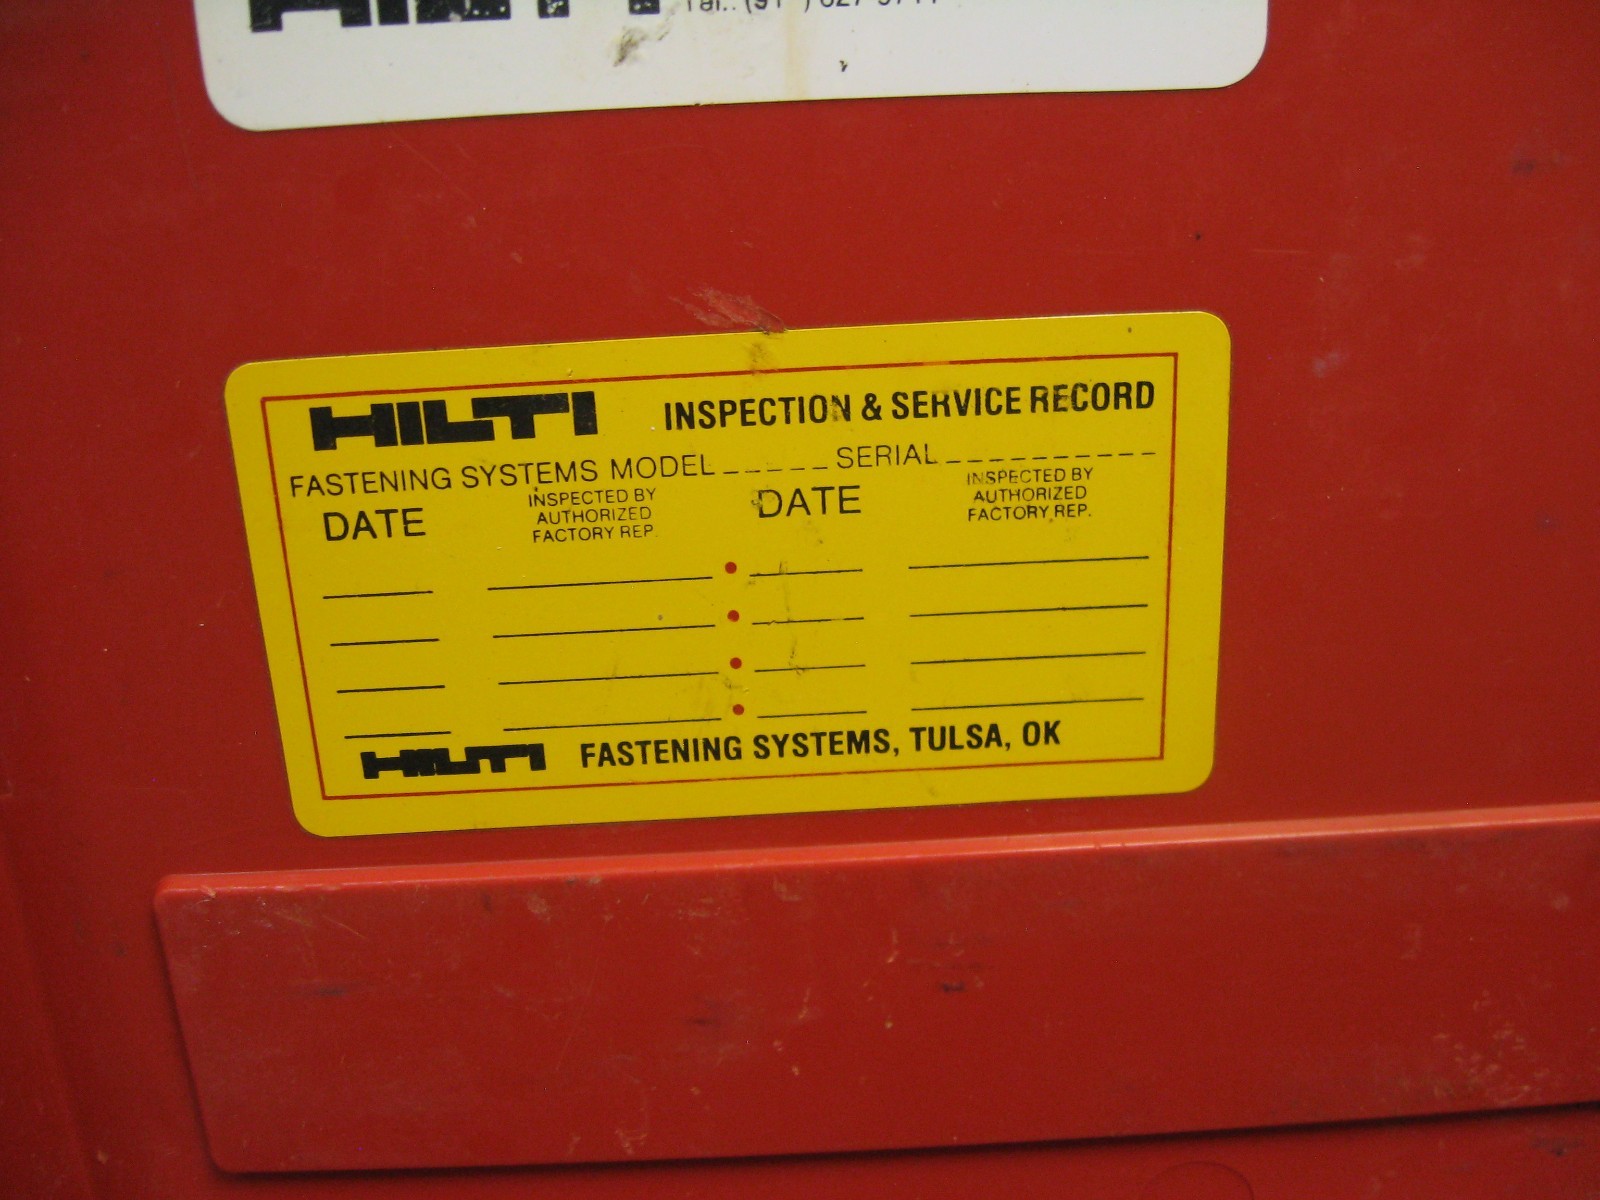 HILTI
HILTI INSPECTION & SERVICE RECORD
FASTENING SYSTEMS MODEL SERIAL
DATE INSPECTED BY AUTHORIZED FACTORY REP. DATE INSPECTED BY AUTHORIZED FACTORY REP.
HILTI FASTENING SYSTEMS, TULSA, OK